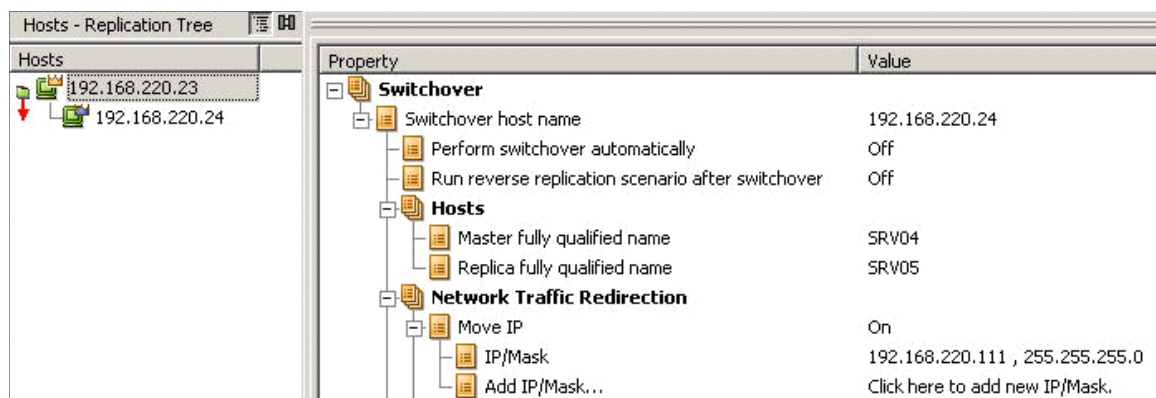 Hosts - Replication Tree
Hosts
192.168.220.23
192.168.220.24
Property Value
Switchover
Switchover host name 192.168.220.24
Perform switchover automatically Off
Run reverse replication scenario after switchover Off
Hosts
Master fully qualified name SRV04
Replica fully qualified name SRV05
Network Traffic Redirection
Move IP On
IP/Mask 192.168.220.111 , 255.255.255.0
Add IP/Mask... Click here to add new IP/Mask.